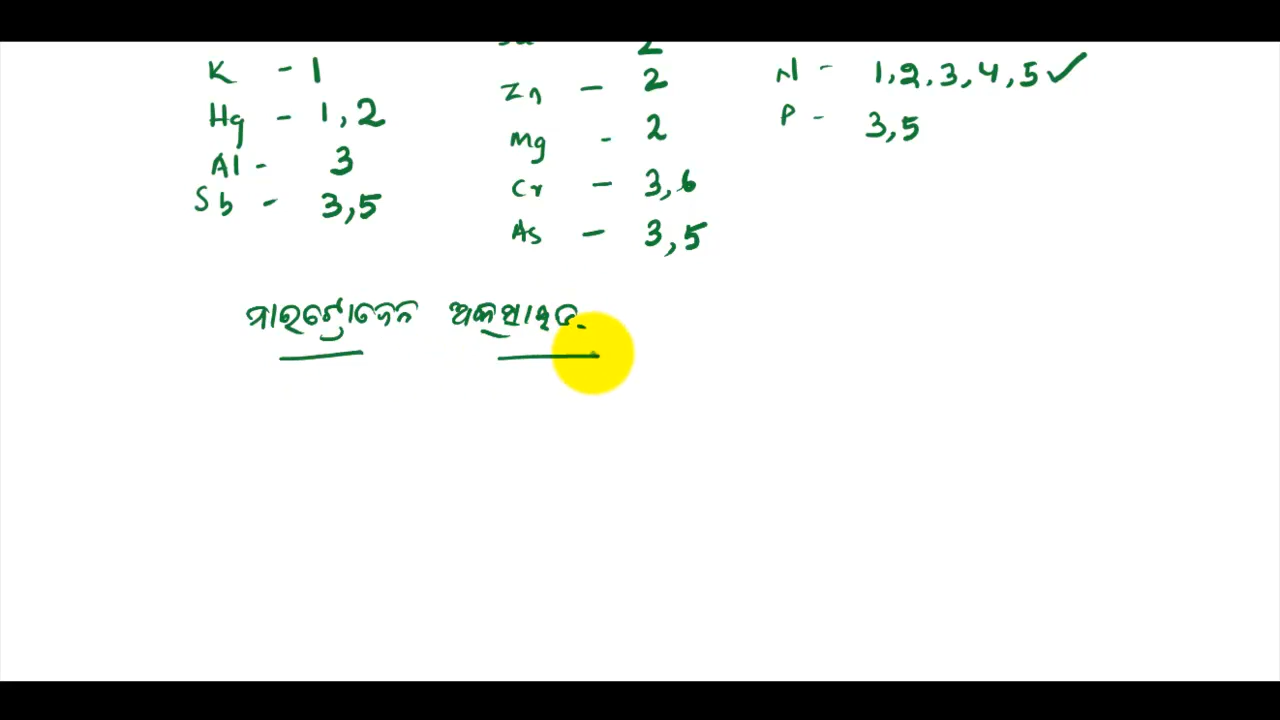 K - 1
Hg - 1, 2
Al - 3
Sb - 3, 5
2
Zn - 2
Mg - 2
Cr - 3, 6
As - 3, 5
N - 1, 2, 3, 4, 5 ✓
P - 3, 5
ନାଇଟ୍ରୋଜେନ ଅକ୍ସାଇଡ